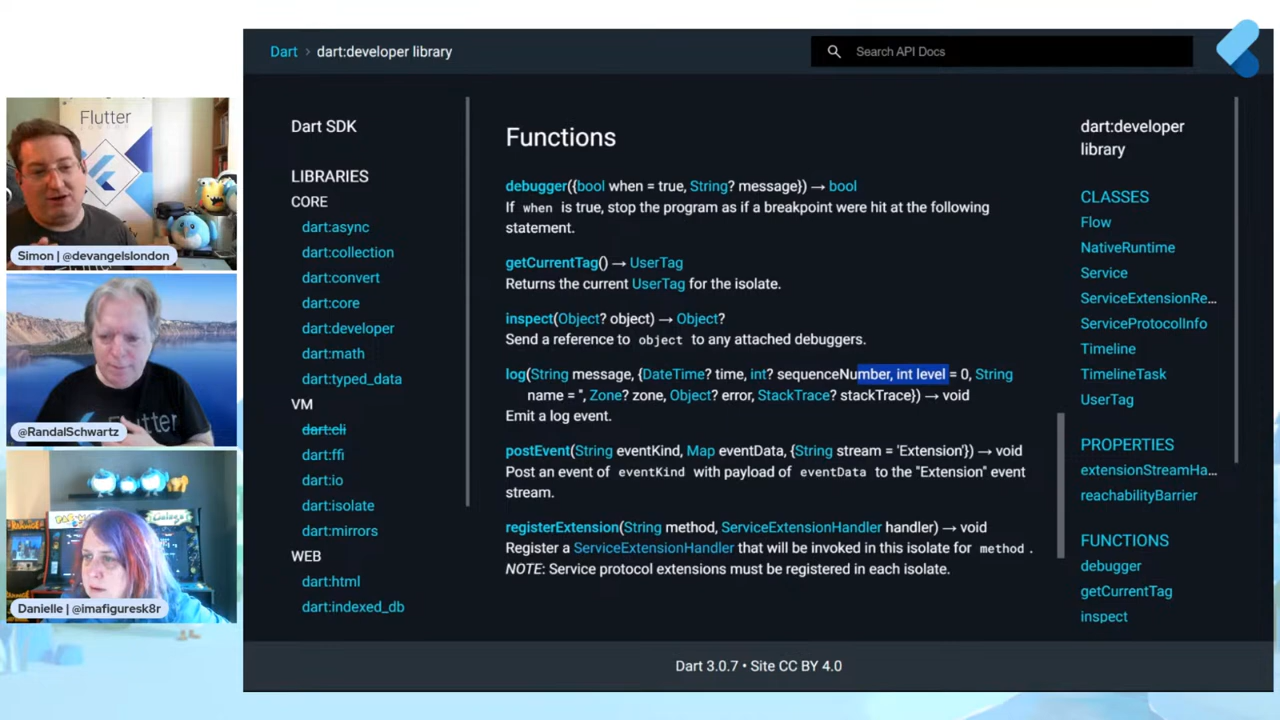 Flutter
LONDON
Simon | @devangelslondon
Flutter
@RandalSchwartz
Danielle | @imafiguresk8r
Dart › dart:developer library
Search API Docs
Dart SDK
LIBRARIES
CORE
dart:async
dart:collection
dart:convert
dart:core
dart:developer
dart:math
dart:typed_data
VM
dart:cli
dart:ffi
dart:io
dart:isolate
dart:mirrors
WEB
dart:html
dart:indexed_db
Functions
debugger({bool when = true, String? message}) → bool
If when is true, stop the program as if a breakpoint were hit at the following
statement.
getCurrentTag() → UserTag
Returns the current UserTag for the isolate.
inspect(Object? object) → Object?
Send a reference to object to any attached debuggers.
log(String message, {DateTime? time, int? sequenceNumber, int level = 0, String
name = '', Zone? zone, Object? error, StackTrace? stackTrace}) → void
Emit a log event.
postEvent(String eventKind, Map eventData, {String stream = 'Extension'}) → void
Post an event of eventKind with payload of eventData to the "Extension" event
stream.
registerExtension(String method, ServiceExtensionHandler handler) → void
Register a ServiceExtensionHandler that will be invoked in this isolate for method.
NOTE: Service protocol extensions must be registered in each isolate.
dart:developer
library
CLASSES
Flow
NativeRuntime
Service
ServiceExtensionRe...
ServiceProtocolInfo
Timeline
TimelineTask
UserTag
PROPERTIES
extensionStreamHa...
reachabilityBarrier
FUNCTIONS
debugger
getCurrentTag
inspect
Dart 3.0.7 • Site CC BY 4.0